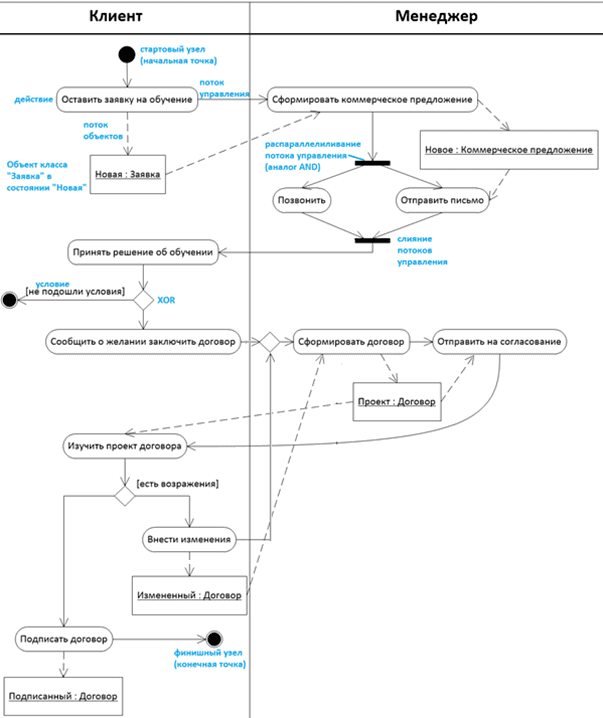 Клиент
Менеджер
стартовый узел
(начальная точка)
действие
Оставить заявку на обучение
поток
управления
Сформировать коммерческое предложение
поток
объектов
распараллеливание
потока управления
(аналог AND)
Новое : Коммерческое предложение
Объект класса
"Заявка" в
состоянии "Новая"
Новая : Заявка
Позвонить
Отправить письмо
слияние
потоков
управления
Принять решение об обучении
условие
[не подошли условия]
XOR
Сообщить о желании заключить договор
Сформировать договор
Отправить на согласование
Проект : Договор
Изучить проект договора
[есть возражения]
Внести изменения
Измененный : Договор
Подписать договор
финишный узел
(конечная точка)
Подписанный : Договор